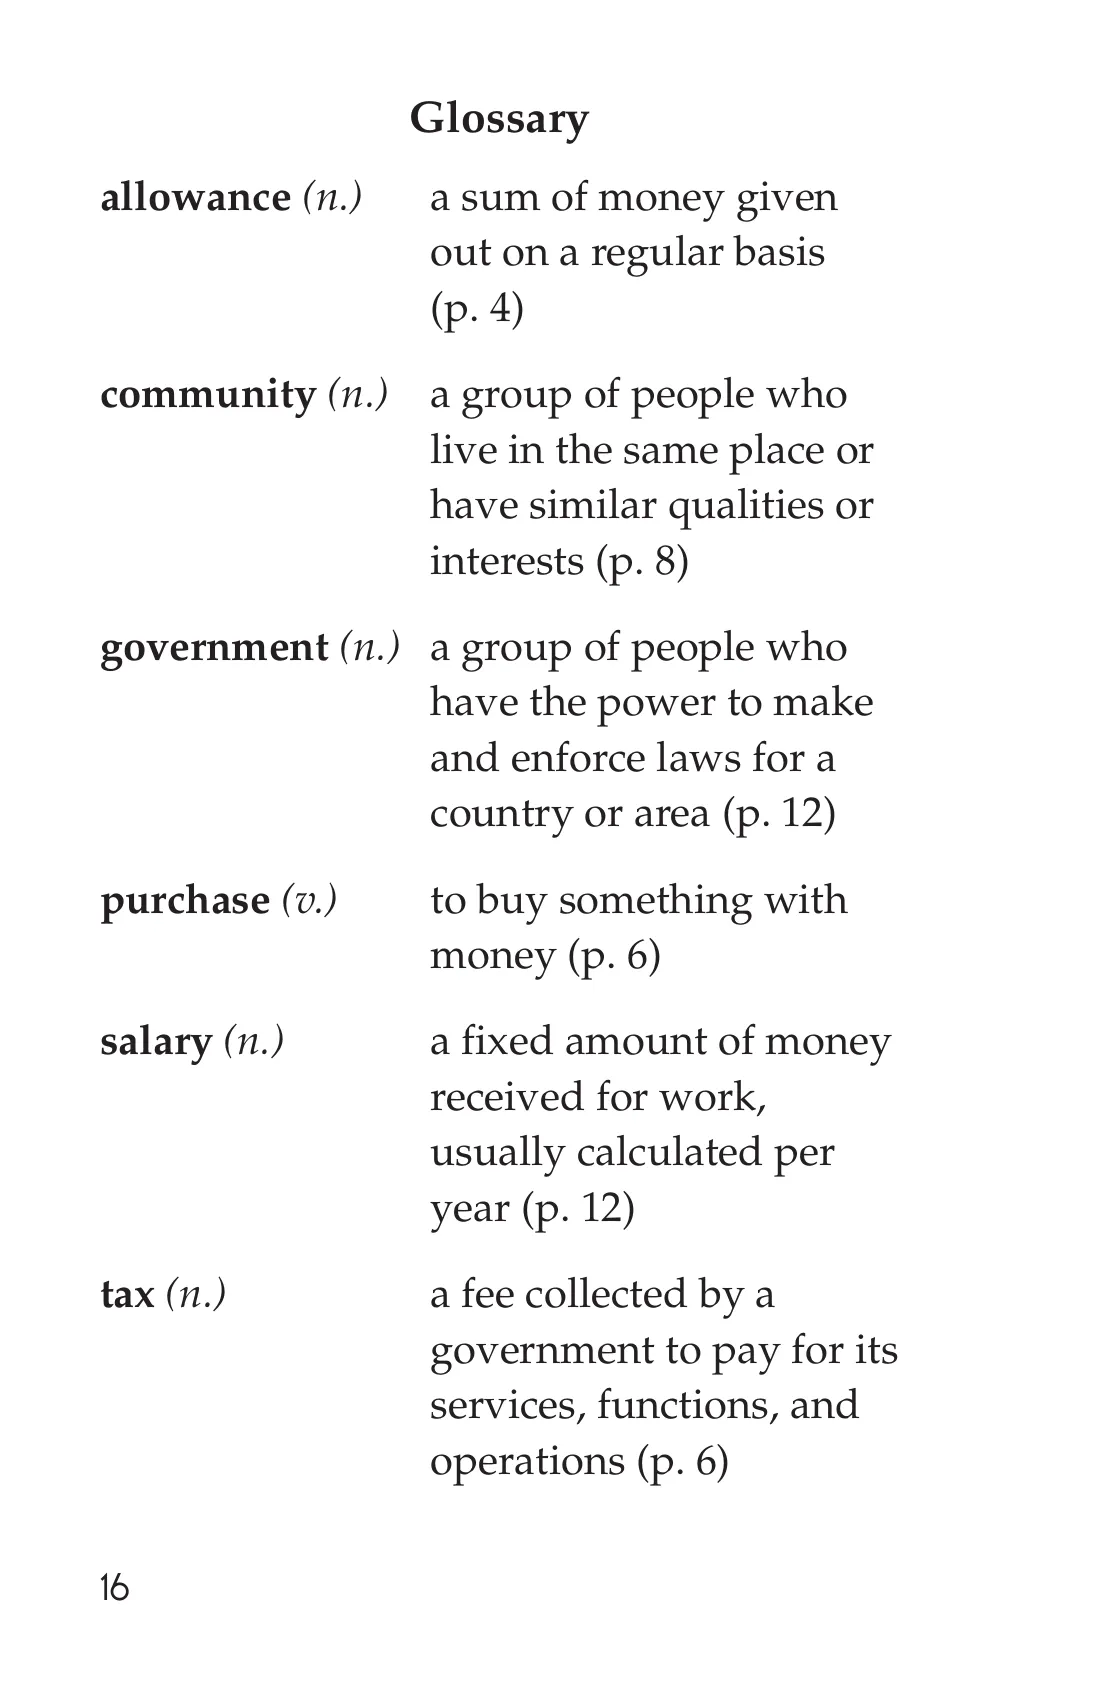 Glossary
allowance (n.) a sum of money given
out on a regular basis
(p. 4)
community (n.) a group of people who
live in the same place or
have similar qualities or
interests (p. 8)
government (n.) a group of people who
have the power to make
and enforce laws for a
country or area (p. 12)
purchase (v.) to buy something with
money (p. 6)
salary (n.) a fixed amount of money
received for work,
usually calculated per
year (p. 12)
tax (n.) a fee collected by a
government to pay for its
services, functions, and
operations (p. 6)
16